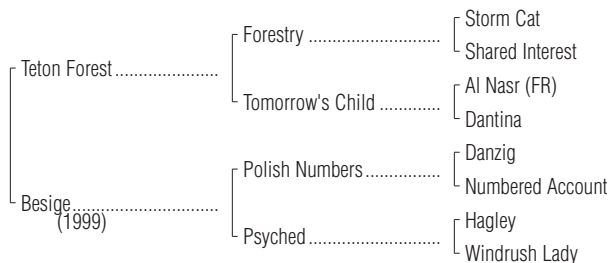 Storm Cat
Forestry ..............................
Shared Interest
Teton Forest ........................
Al Nasr (FR)
Tomorrow's Child ..............
Dantina
Danzig
Polish Numbers .................
Numbered Account
Besige ..................................
(1999)
Hagley
Psyched ..............................
Windrush Lady